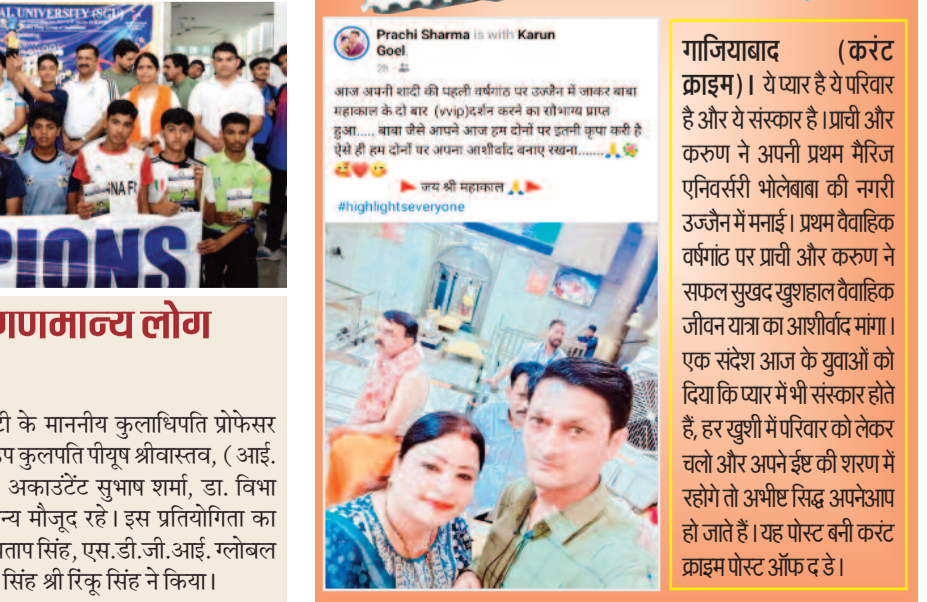 AL UNIVERSITY (SGU)
PIONS
गणमान्य लोग
टी के माननीय कुलाधिपति प्रोफेसर
प कुलपति पीयूष श्रीवास्तव, ( आई.
अकाउंटेंट सुभाष शर्मा, डा. विभा
न्य मौजूद रहे। इस प्रतियोगिता का
ताप सिंह, एस.डी.जी.आई. ग्लोबल
सिंह श्री रिंकू सिंह ने किया।
Prachi Sharma is with Karun
Goel.
2h
आज अपनी शादी की पहली वर्षगांठ पर उज्जैन में जाकर बाबा
महाकाल के दो बार (vvip)दर्शन करने का सौभाग्य प्राप्त
हुआ..... बाबा जैसे आपने आज हम दोनों पर इतनी कृपा करी है
ऐसे ही हम दोनों पर अपना आशीर्वाद बनाए रखना.......🙏💐
🥰❤️😘
🚩 जय श्री महाकाल 🙏🚩
#highlightseveryone
गाजियाबाद (करंट
क्राइम)। ये प्यार है ये परिवार
है और ये संस्कार है।प्राची और
करुण ने अपनी प्रथम मैरिज
एनिवर्सरी भोलेबाबा की नगरी
उज्जैन में मनाई। प्रथम वैवाहिक
वर्षगांठ पर प्राची और करुण ने
सफल सुखद खुशहाल वैवाहिक
जीवन यात्रा का आशीर्वाद मांगा।
एक संदेश आज के युवाओं को
दिया कि प्यार में भी संस्कार होते
हैं, हर खुशी में परिवार को लेकर
चलो और अपने ईष्ट की शरण में
रहोगे तो अभीष्ट सिद्ध अपनेआप
हो जाते हैं।यह पोस्ट बनी करंट
क्राइम पोस्ट ऑफ द डे।